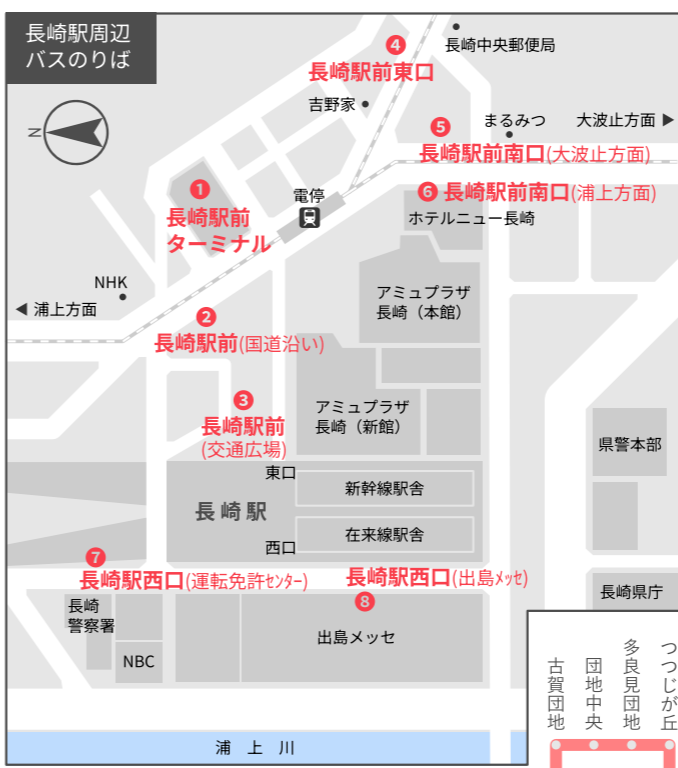 長崎駅周辺
バスのりば
N
長崎中央郵便局
❹
長崎駅前東口
吉野家
❺
まるみつ
大波止方面 ▶
長崎駅前南口(大波止方面)
❶
長崎駅前
ターミナル
電停
❻ 長崎駅前南口(浦上方面)
ホテルニュー長崎
NHK
◀ 浦上方面
❷
長崎駅前(国道沿い)
アミュプラザ
長崎（本館）
❸
長崎駅前
(交通広場)
アミュプラザ
長崎（新館）
県警本部
東口
新幹線駅舎
長崎駅
在来線駅舎
西口
❼
長崎駅西口(運転免許センター)
長崎駅西口(出島メッセ)
❽
長崎県庁
長崎
警察署
NBC
出島メッセ
つつじが丘
多良見団地
団地中央
古賀団地
浦上川